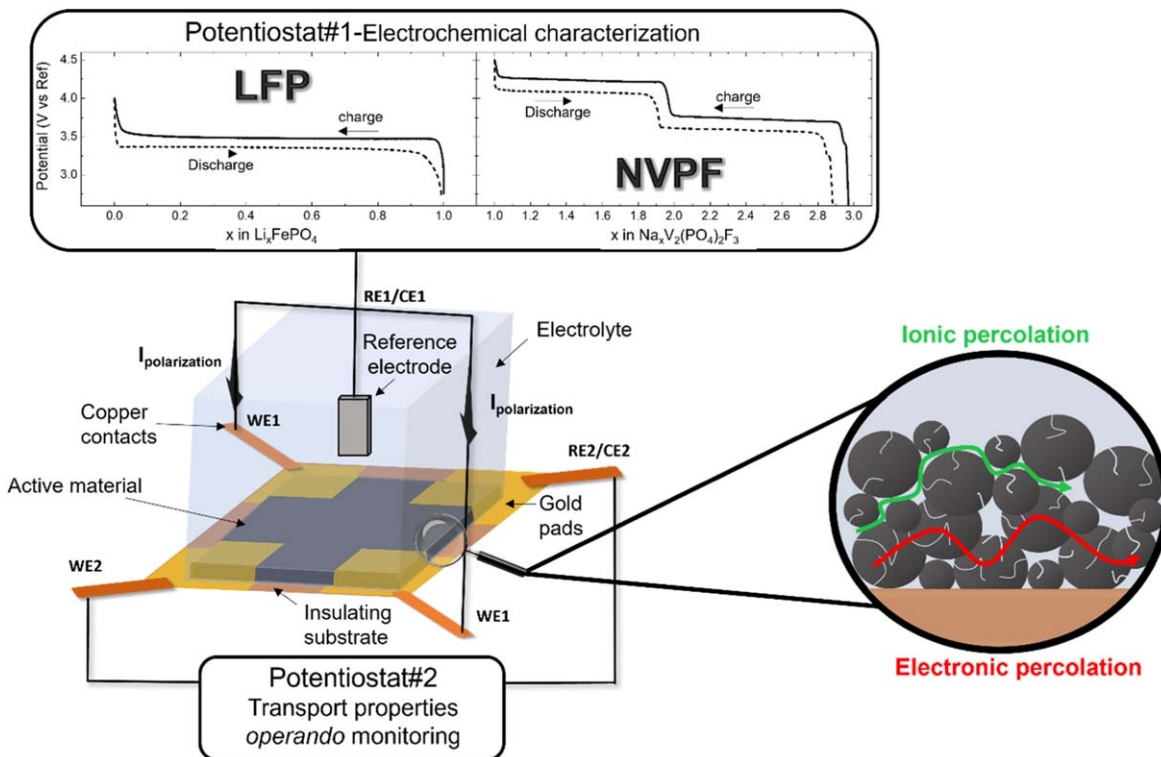 Potentiostat#1-Electrochemical characterization
Potential (V vs Ref)
4.5
4.0
3.5
3.0
LFP
charge
Discharge
0.0 0.2 0.4 0.6 0.8 1.0
x in LiₓFePO₄
charge
Discharge
NVPF
1.0 1.2 1.4 1.6 1.8 2.0 2.2 2.4 2.6 2.8 3.0
x in NaₓV₂(PO₄)₂F₃
RE1/CE1
Electrolyte
Reference
electrode
I polarization
I polarization
Copper
contacts
WE1
RE2/CE2
Active material
Gold
pads
WE2
WE1
Insulating
substrate
Potentiostat#2
Transport properties
operando monitoring
Ionic percolation
Electronic percolation